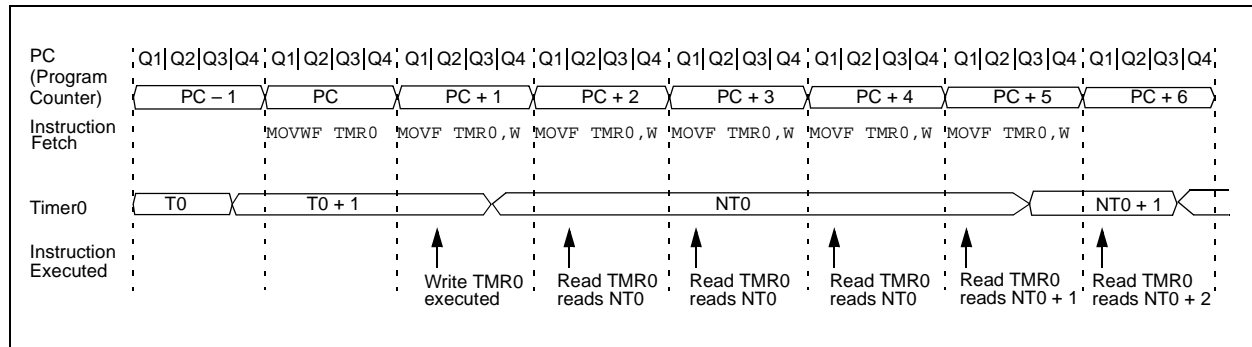 PC
(Program
Counter)
Q1 Q2 Q3 Q4 Q1 Q2 Q3 Q4 Q1 Q2 Q3 Q4 Q1 Q2 Q3 Q4 Q1 Q2 Q3 Q4 Q1 Q2 Q3 Q4 Q1 Q2 Q3 Q4 Q1 Q2 Q3 Q4
PC – 1 PC PC + 1 PC + 2 PC + 3 PC + 4 PC + 5 PC + 6
Instruction
Fetch
MOVWF TMR0 MOVF TMR0,W MOVF TMR0,W MOVF TMR0,W MOVF TMR0,W MOVF TMR0,W
Timer0
T0 T0 + 1 NT0 NT0 + 1
Instruction
Executed
Write TMR0
executed
Read TMR0
reads NT0
Read TMR0
reads NT0
Read TMR0
reads NT0
Read TMR0
reads NT0 + 1
Read TMR0
reads NT0 + 2